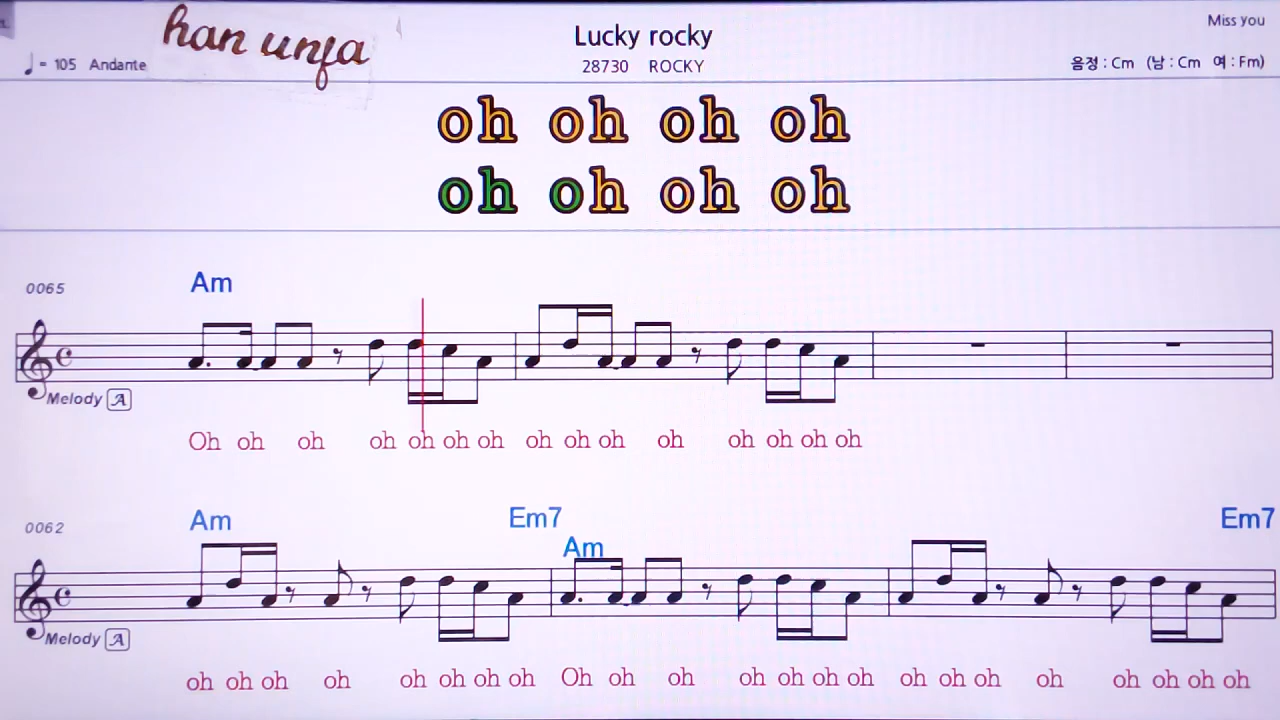 han unja
Lucky rocky
Miss you
= 105 Andante
28730 ROCKY
음정 : Cm (남 : Cm 여 : Fm)
oh oh oh oh
oh oh oh oh
0065
Am
Melody A
Oh oh oh oh oh oh oh oh oh oh oh oh oh oh oh
0062
Am Em7 Am Em7
Melody A
oh oh oh oh oh oh oh oh Oh oh oh oh oh oh oh oh oh oh oh oh oh oh oh